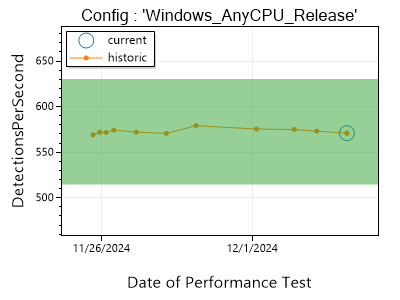 Config : 'Windows_AnyCPU_Release'
current
historic
650
600
550
500
DetectionsPerSecond
11/26/2024
12/1/2024
Date of Performance Test